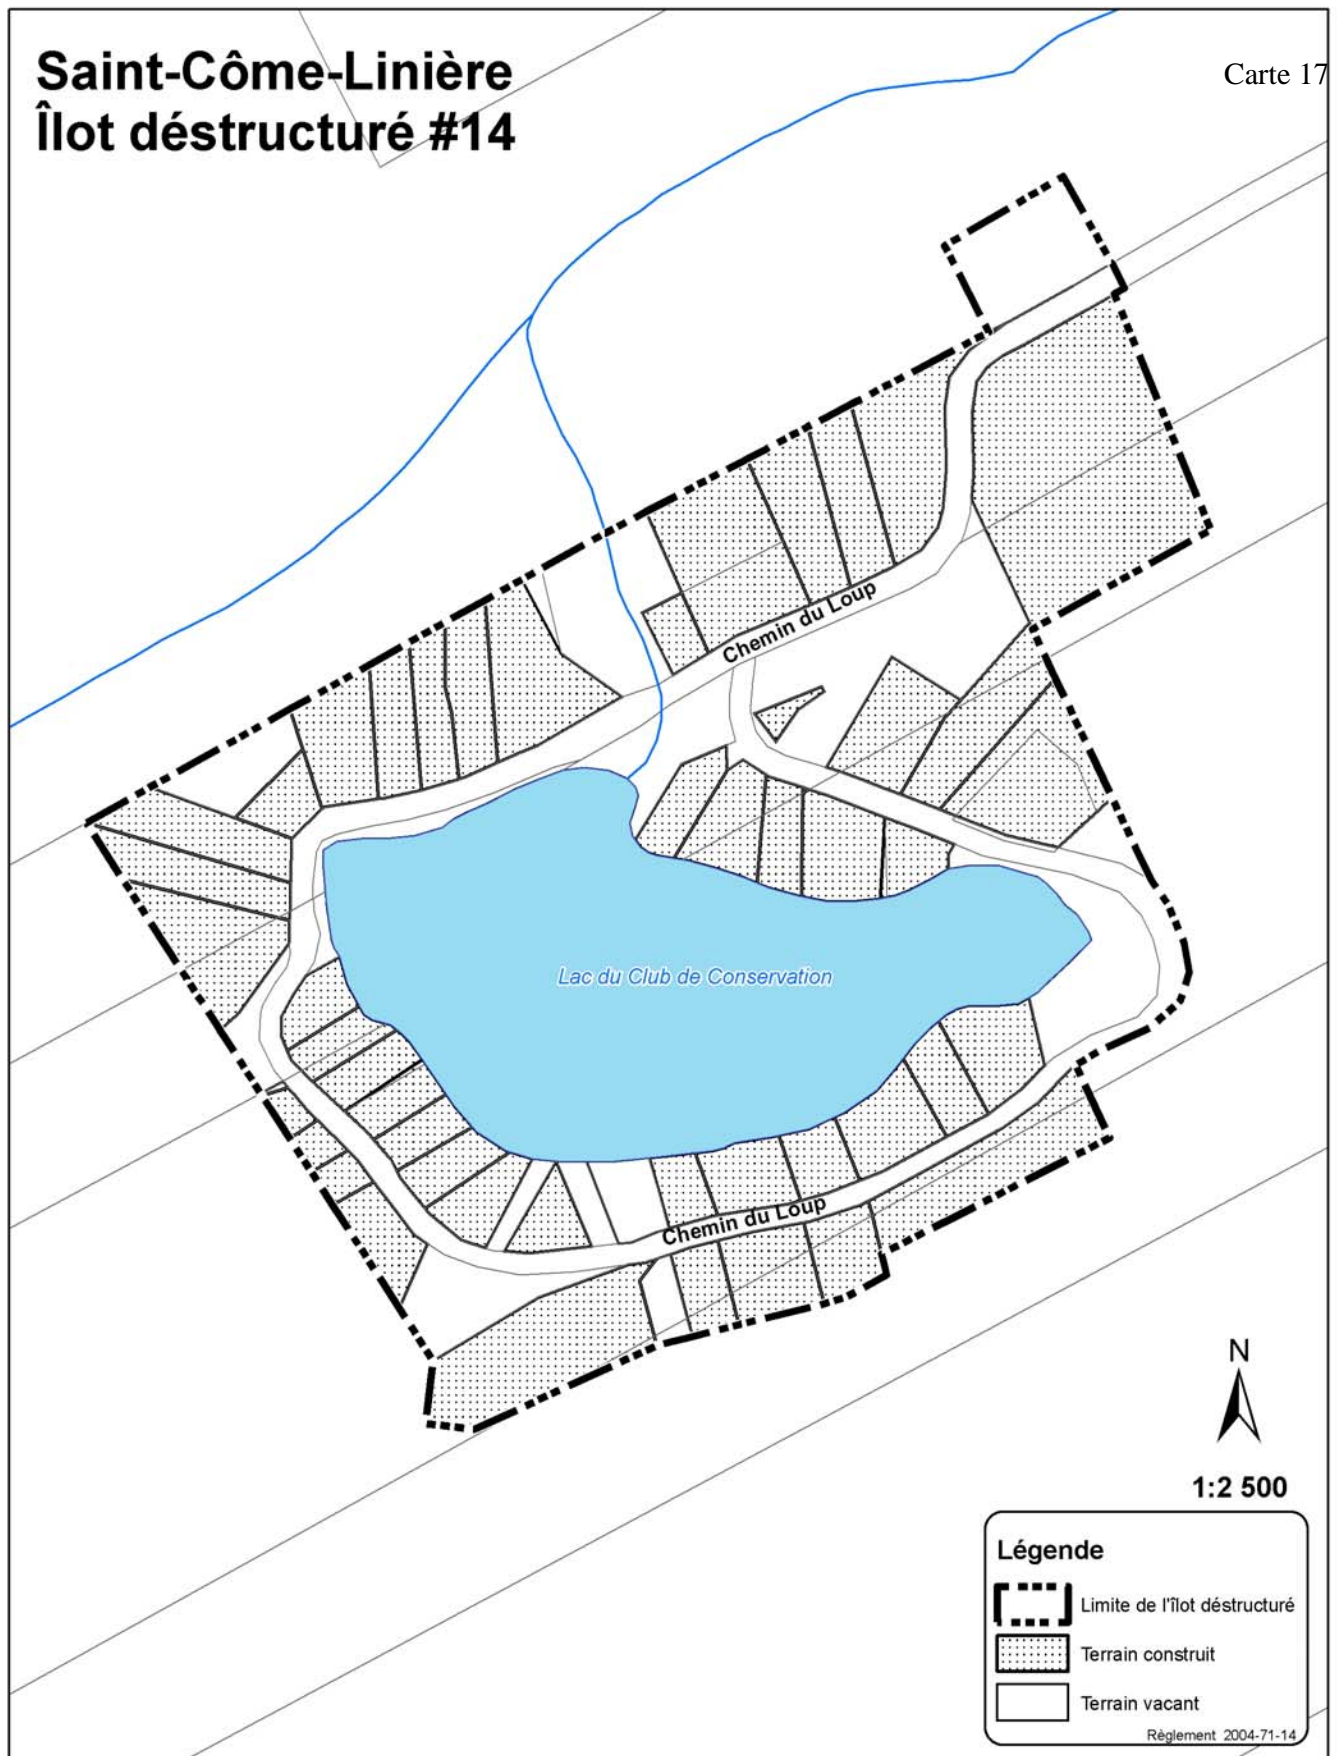 Saint-Côme-Linière
Îlot déstructuré #14
Carte 17
Chemin du Loup
Lac du Club de Conservation
Chemin du Loup
N
1:2 500
Légende
Limite de l'îlot déstructuré
Terrain construit
Terrain vacant
Règlement 2004-71-14